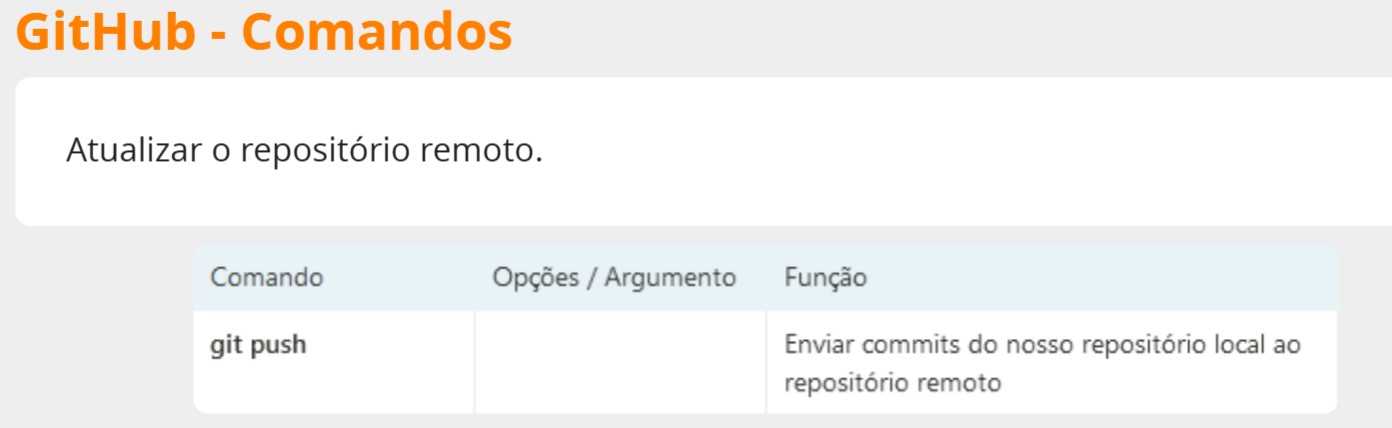 GitHub - Comandos
Atualizar o repositório remoto.
Comando Opções / Argumento Função
git push Enviar commits do nosso repositório local ao
repositório remoto